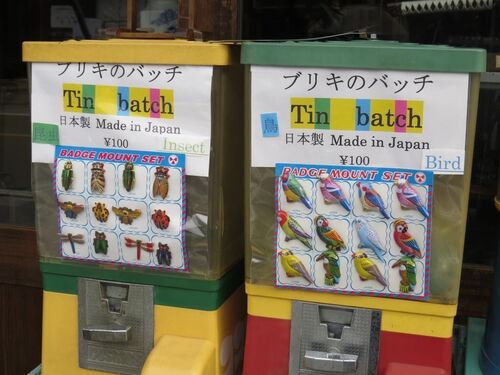 ブリキのバッチ
Tin batch
日本製 Made in Japan
¥100
昆虫
Insect
BADGE MOUNT SET
ブリキのバッチ
Tin batch
鳥
日本製 Made in Japan
¥100
Bird
BADGE MOUNT SET